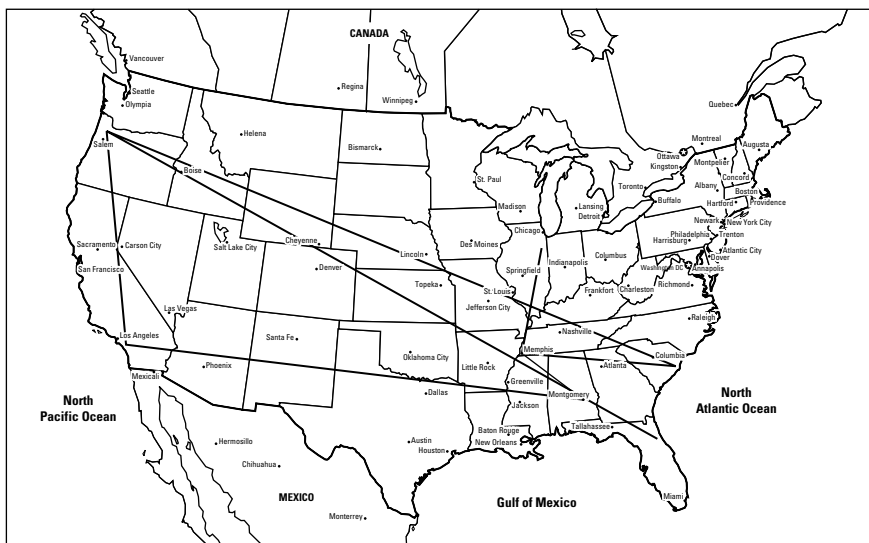 CANADA
Vancouver
Seattle
Olympia
Regina
Winnipeg
Quebec
Salem
Helena
Bismarck
Montreal
Ottawa
Kingston
Montpelier
Augusta
Boise
St. Paul
Toronto
Concord
Albany
Boston
Buffalo
Hartford
Providence
Madison
Lansing
Detroit
Chicago
Newark
New York City
Philadelphia
Trenton
Harrisburg
Atlantic City
Dover
Sacramento
Carson City
Salt Lake City
Cheyenne
Lincoln
Des Moines
Columbus
Indianapolis
Washington DC
Annapolis
San Francisco
Denver
Topeka
Springfield
St. Louis
Jefferson City
Frankfort
Charleston
Richmond
Las Vegas
Raleigh
Los Angeles
Santa Fe
Nashville
Memphis
Columbia
Oklahoma City
Little Rock
Atlanta
Phoenix
Mexicali
Greenville
Dallas
Montgomery
Jackson
North
Pacific Ocean
North
Atlantic Ocean
Tallahassee
Baton Rouge
New Orleans
Hermosillo
Austin
Houston
Chihuahua
MEXICO
Gulf of Mexico
Miami
Monterrey